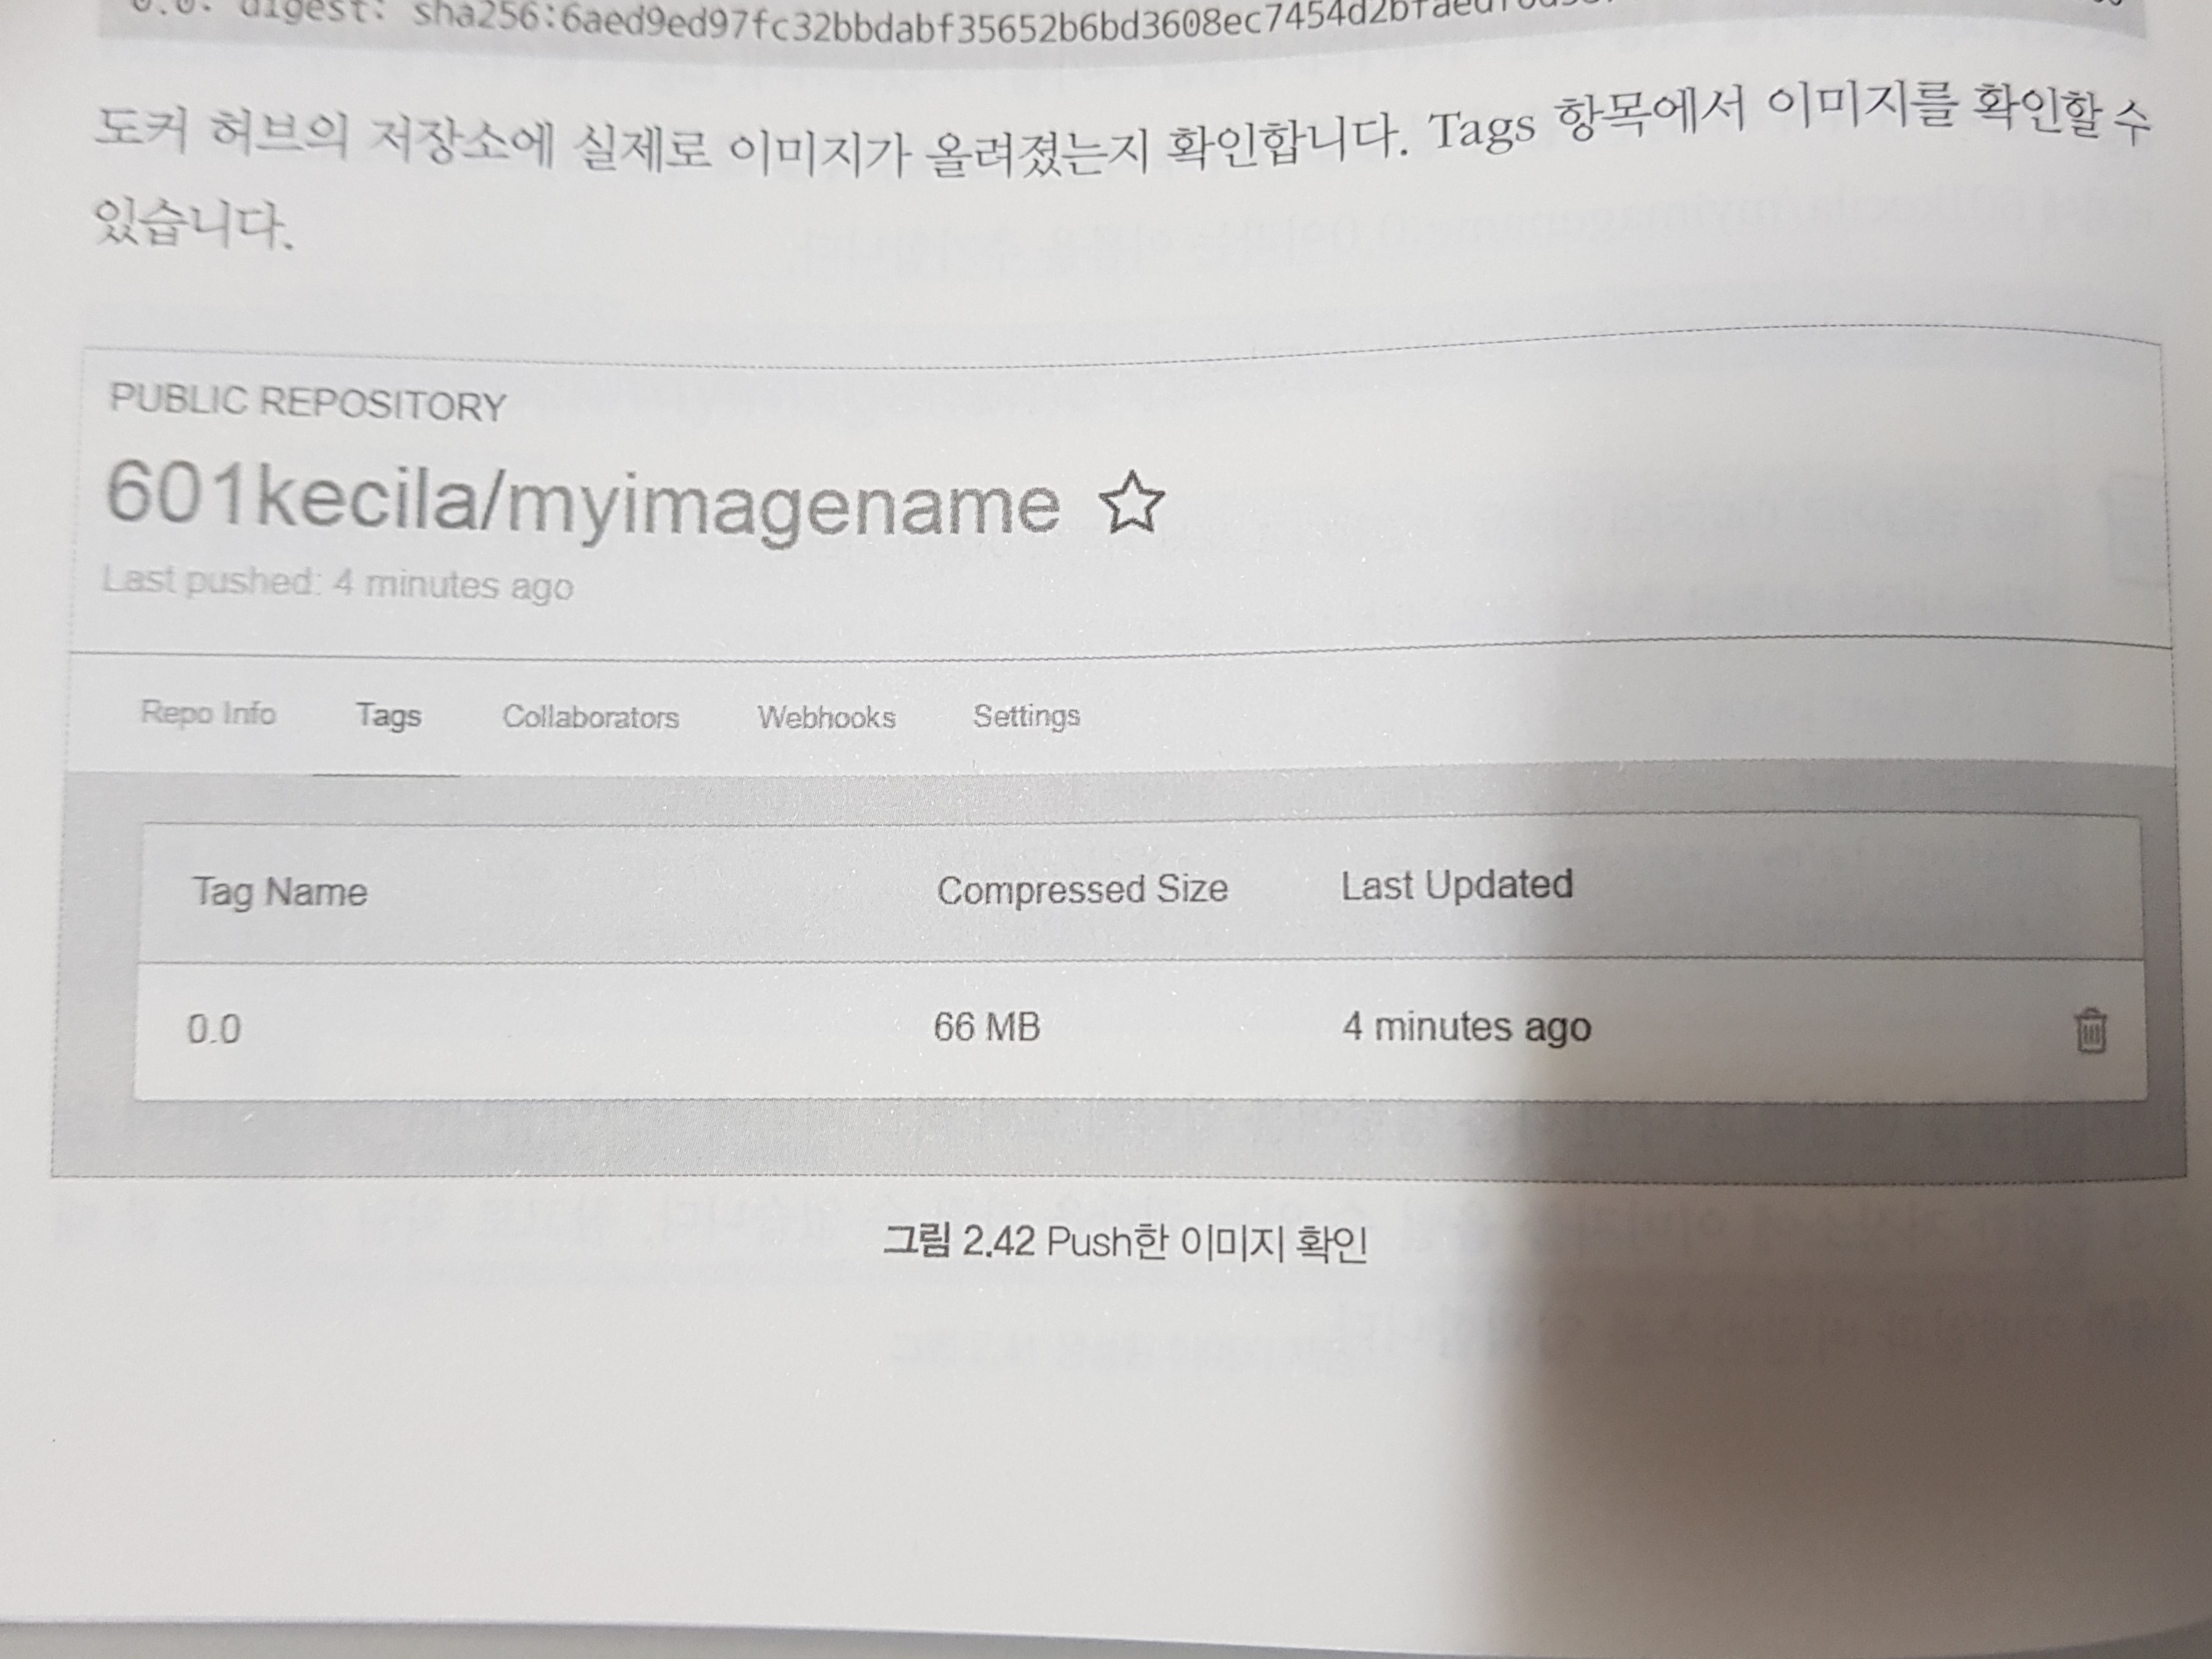 0.0: digest: sha256:6aed9ed97fc32bbdabf35652b6bd3608ec7454d2bfaed
도커 허브의 저장소에 실제로 이미지가 올려졌는지 확인합니다. Tags 항목에서 이미지를 확인할 수
있습니다.
PUBLIC REPOSITORY
601kecila/myimagename
Last pushed: 4 minutes ago
Repo Info Tags Collaborators Webhooks Settings
Tag Name Compressed Size Last Updated
0.0 66 MB 4 minutes ago
그림 2.42 Push한 이미지 확인